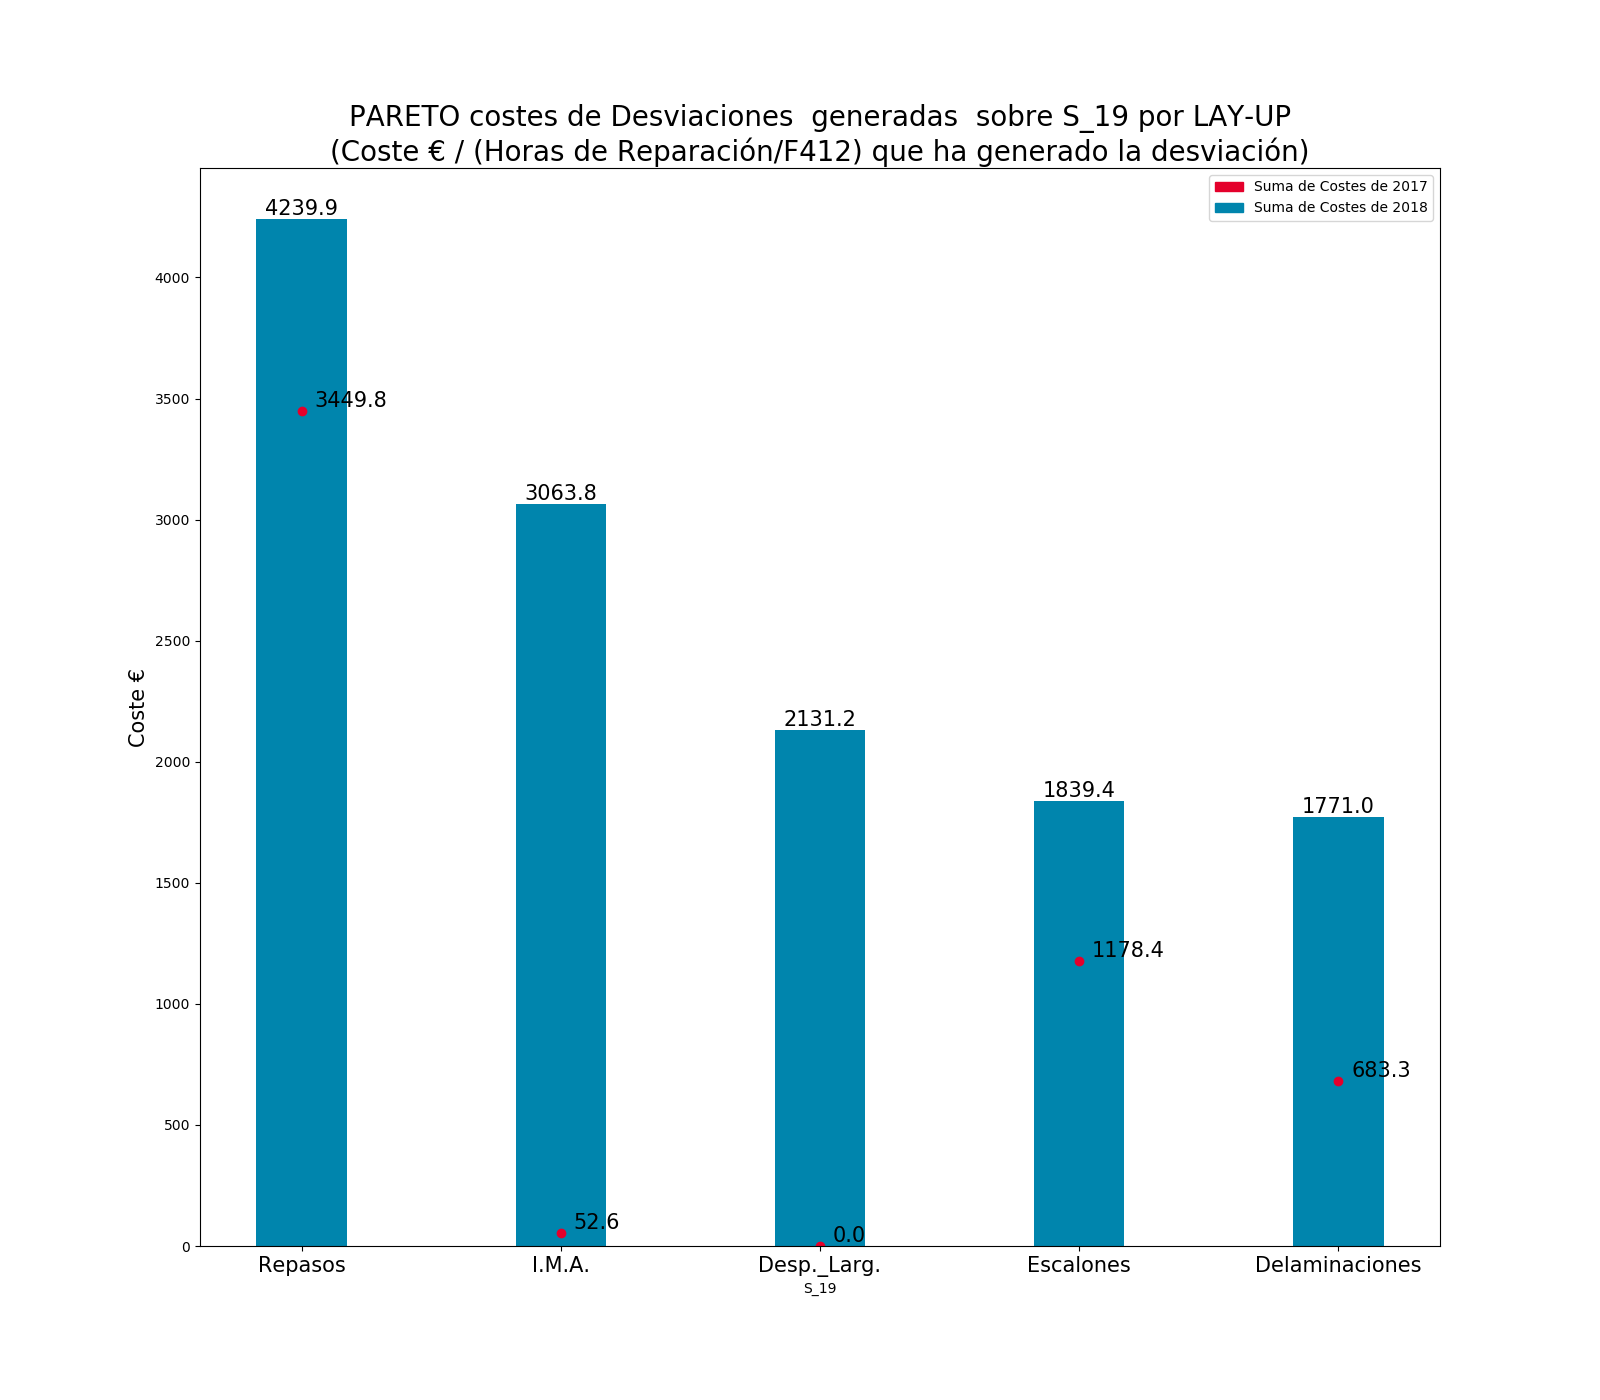 PARETO costes de Desviaciones  generadas  sobre S_19 por LAY-UP
(Coste € / (Horas de Reparación/F412) que ha generado la desviación)
Suma de Costes de 2017
Suma de Costes de 2018
4239.9
3449.8
3063.8
52.6
2131.2
0.0
1839.4
1178.4
1771.0
683.3
Coste €
4000
3500
3000
2500
2000
1500
1000
500
0
Repasos
I.M.A.
Desp._Larg.
Escalones
Delaminaciones
S_19